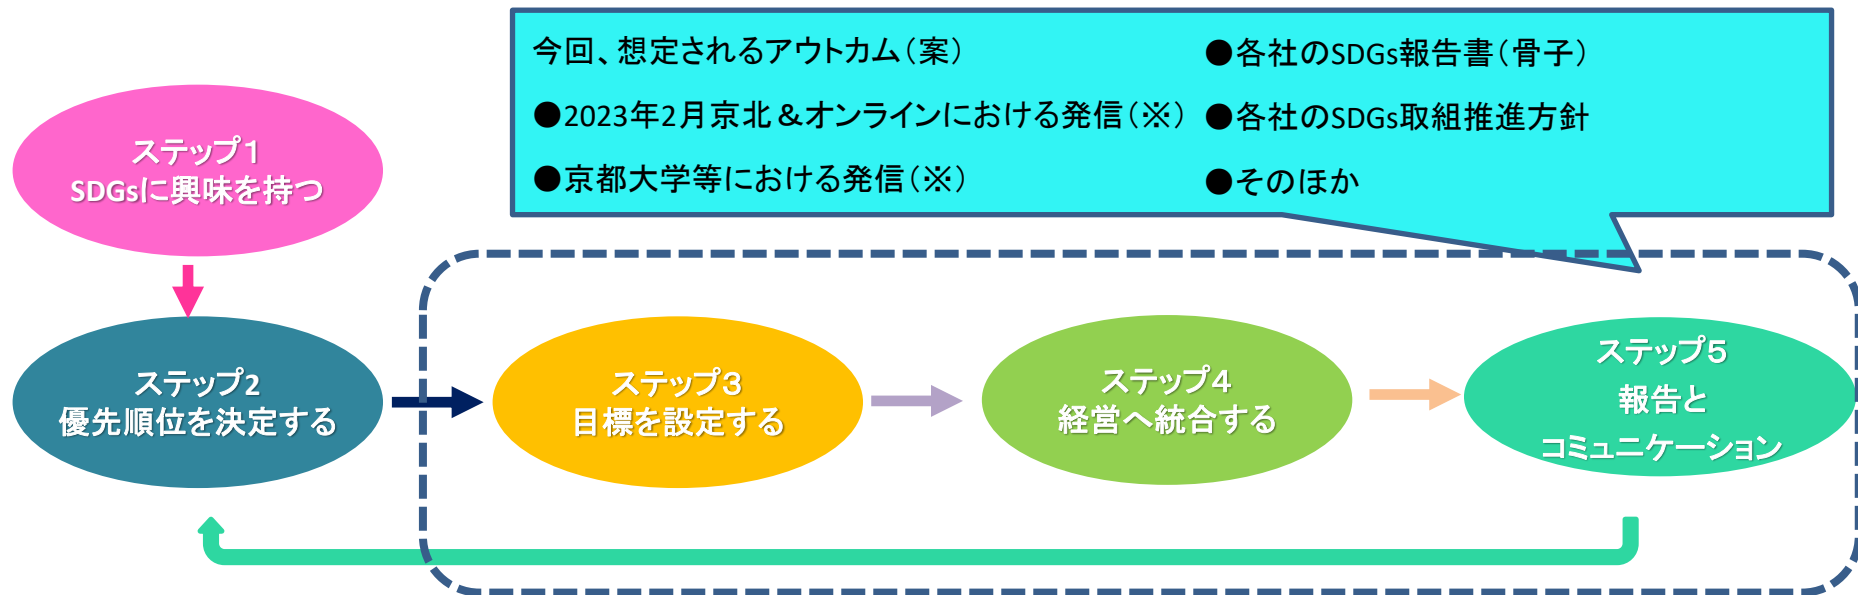 今回、想定されるアウトカム（案）
●2023年2月京北＆オンラインにおける発信（※）
●京都大学等における発信（※）
●各社のSDGs報告書（骨子）
●各社のSDGs取組推進方針
●そのほか
ステップ１
SDGsに興味を持つ
ステップ2
優先順位を決定する
ステップ３
目標を設定する
ステップ４
経営へ統合する
ステップ５
報告と
コミュニケーション